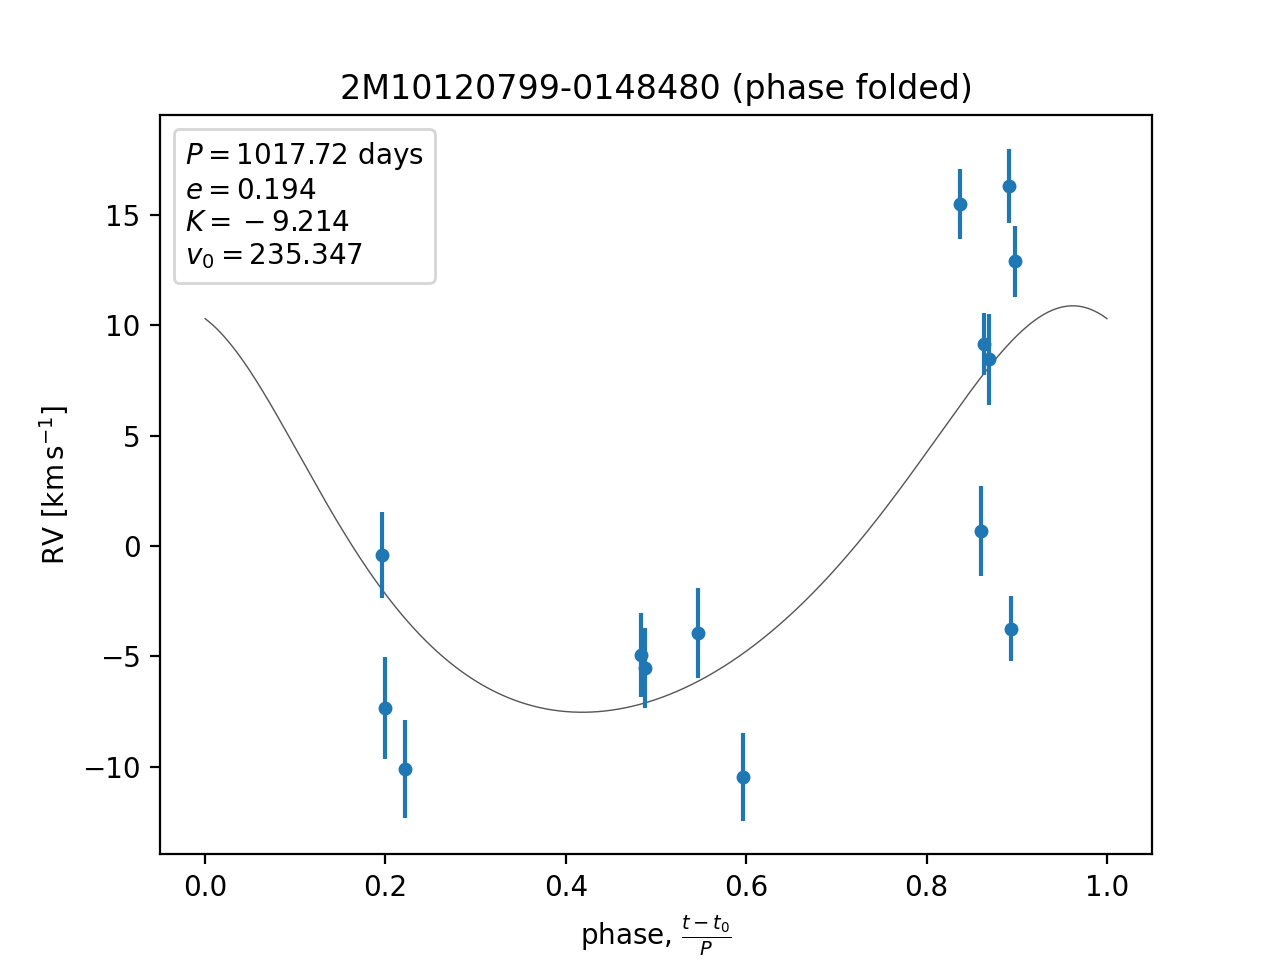 2M10120799-0148480 (phase folded)
P = 1017.72 days
e = 0.194
K = −9.214
v₀ = 235.347
15
10
5
0
−5
−10
RV [km s⁻¹]
0.0 0.2 0.4 0.6 0.8 1.0
phase, (t − t₀)/P